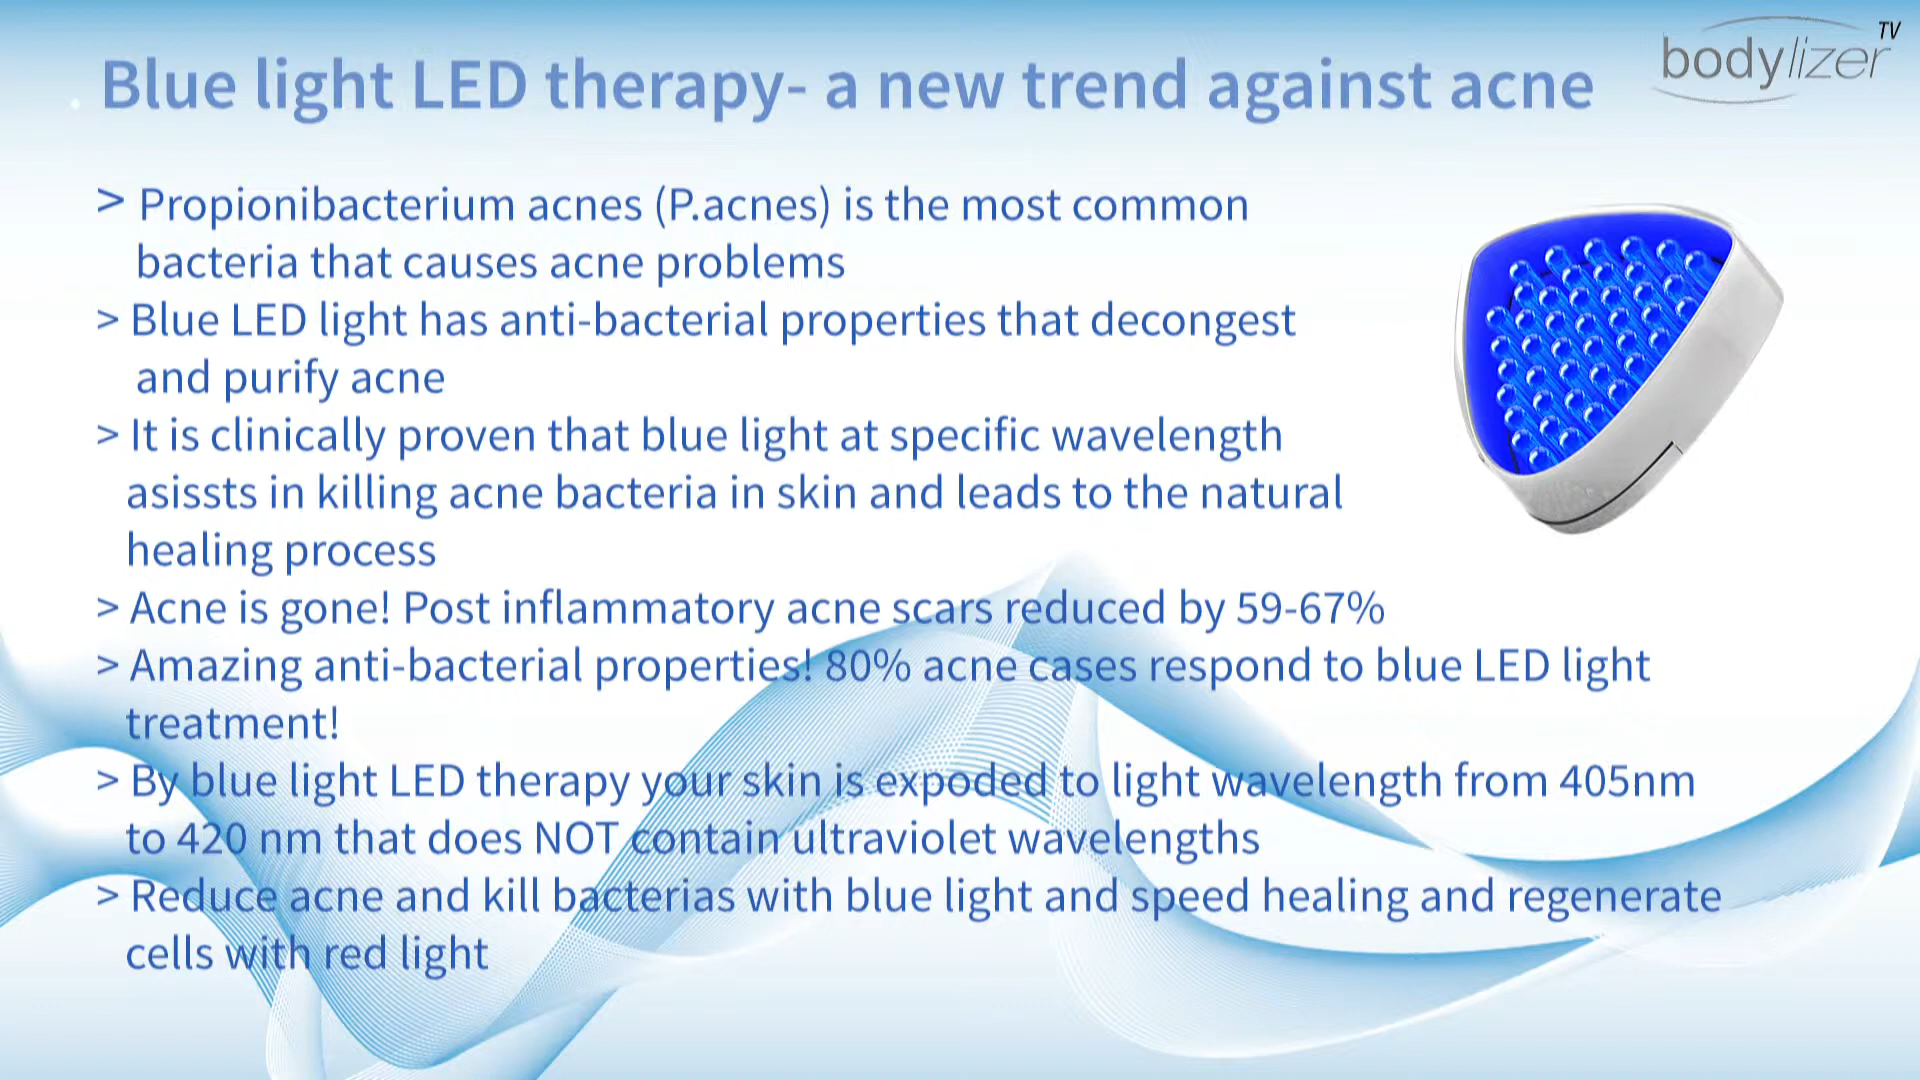 Blue light LED therapy- a new trend against acne
bodylizer TV
> Propionibacterium acnes (P.acnes) is the most common
bacteria that causes acne problems
> Blue LED light has anti-bacterial properties that decongest
and purify acne
> It is clinically proven that blue light at specific wavelength
asissts in killing acne bacteria in skin and leads to the natural
healing process
> Acne is gone! Post inflammatory acne scars reduced by 59-67%
> Amazing anti-bacterial properties! 80% acne cases respond to blue LED light
treatment!
> By blue light LED therapy your skin is expoded to light wavelength from 405nm
to 420 nm that does NOT contain ultraviolet wavelengths
> Reduce acne and kill bacterias with blue light and speed healing and regenerate
cells with red light